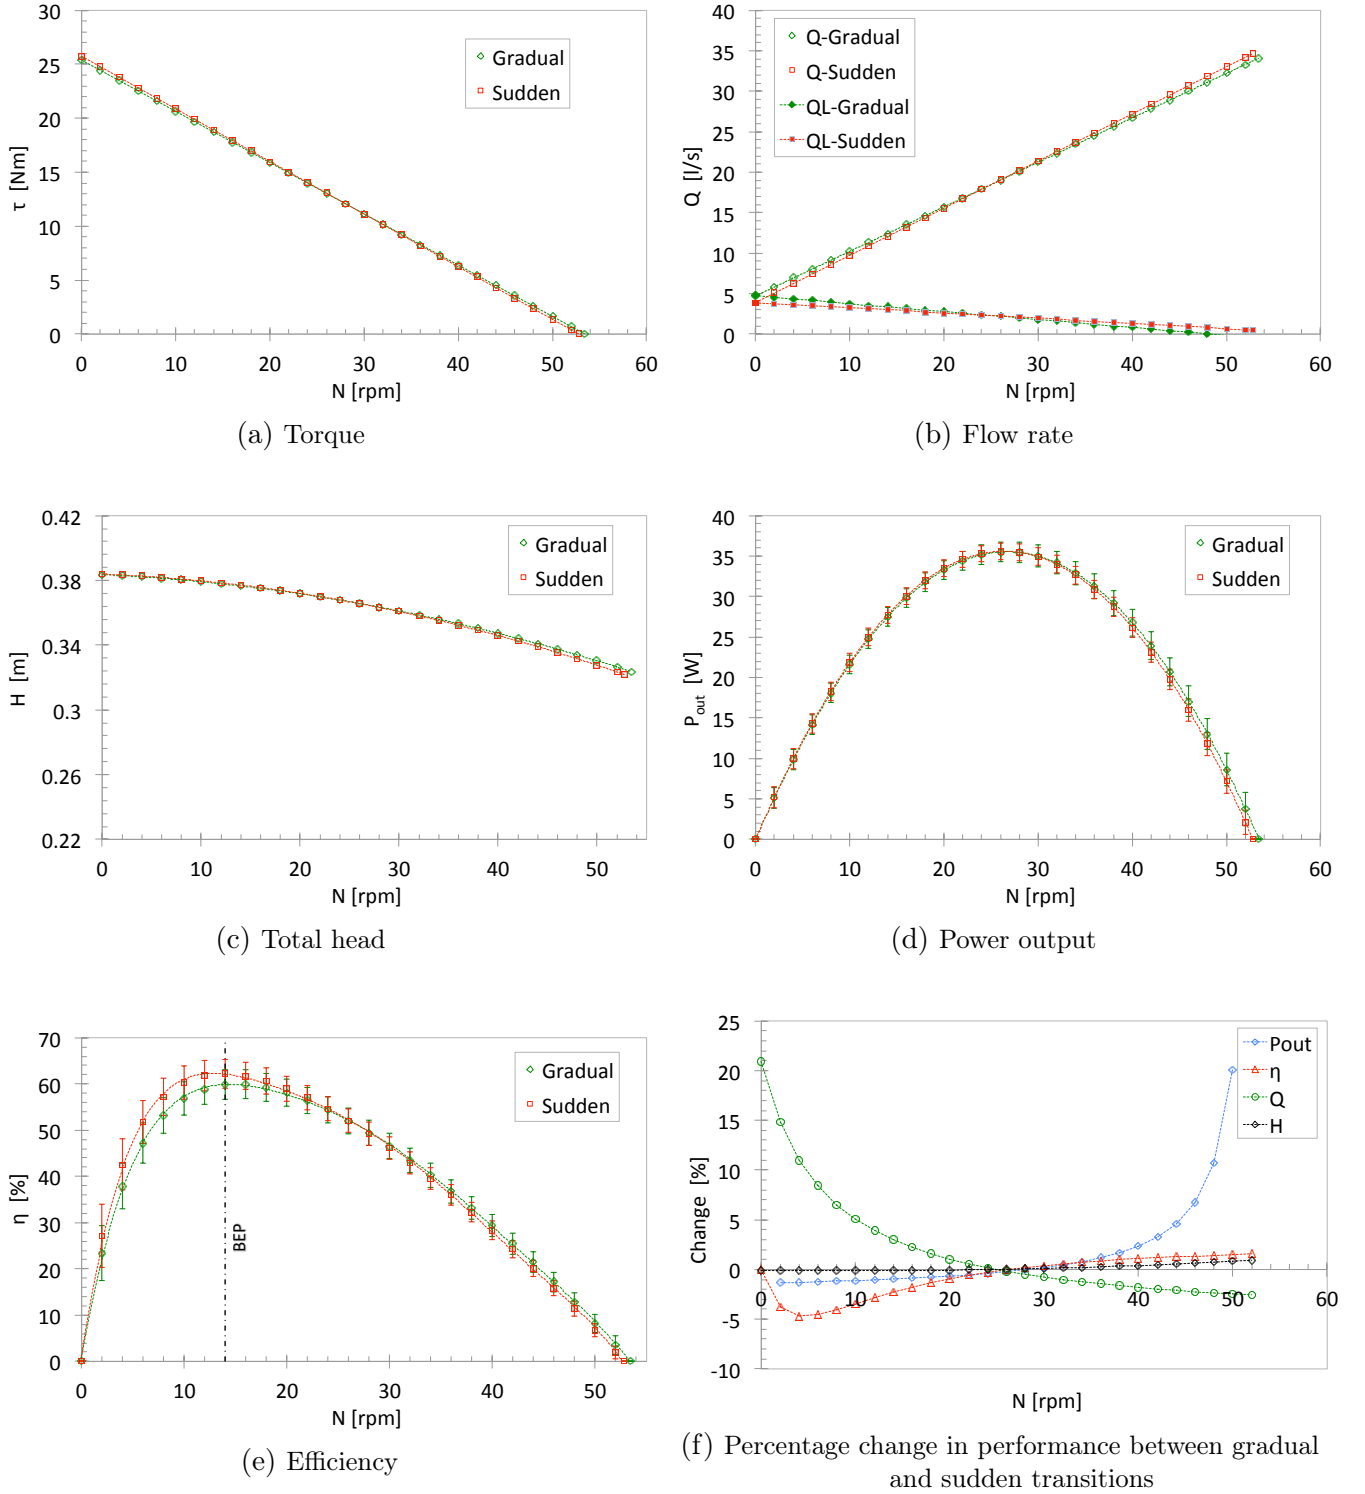 30
25
20
15
10
5
0
τ [Nm]
Gradual
Sudden
0 10 20 30 40 50 60
N [rpm]
(a) Torque
40
35
30
25
20
15
10
5
0
Q [l/s]
Q-Gradual
Q-Sudden
QL-Gradual
QL-Sudden
0 10 20 30 40 50 60
N [rpm]
(b) Flow rate
0.42
0.38
0.34
0.3
0.26
0.22
H [m]
Gradual
Sudden
0 10 20 30 40 50
N [rpm]
(c) Total head
40
35
30
25
20
15
10
5
0
Pout [W]
Gradual
Sudden
0 10 20 30 40 50 60
N [rpm]
(d) Power output
70
60
50
40
30
20
10
0
η [%]
Gradual
Sudden
BEP
0 10 20 30 40 50
N [rpm]
(e) Efficiency
25
20
15
10
5
0
-5
-10
Change [%]
Pout
η
Q
H
0 10 20 30 40 50 60
N [rpm]
(f) Percentage change in performance between gradual
and sudden transitions